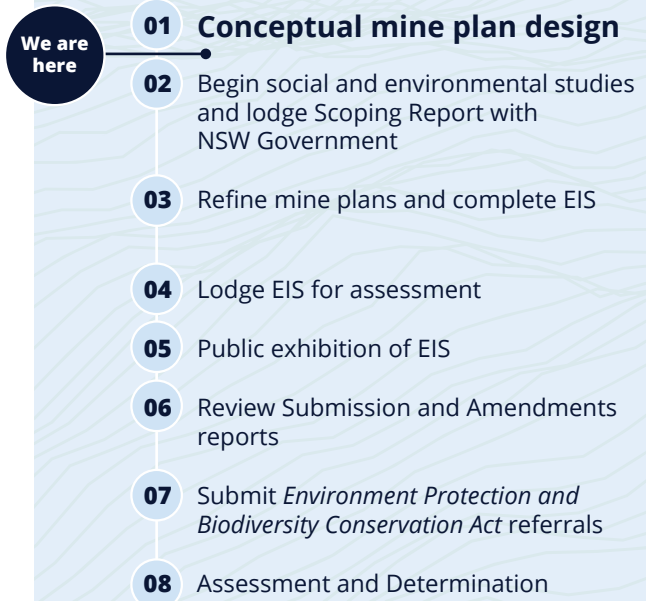 We are
here
01 Conceptual mine plan design
02 Begin social and environmental studies
and lodge Scoping Report with
NSW Government
03 Refine mine plans and complete EIS
04 Lodge EIS for assessment
05 Public exhibition of EIS
06 Review Submission and Amendments
reports
07 Submit Environment Protection and
Biodiversity Conservation Act referrals
08 Assessment and Determination